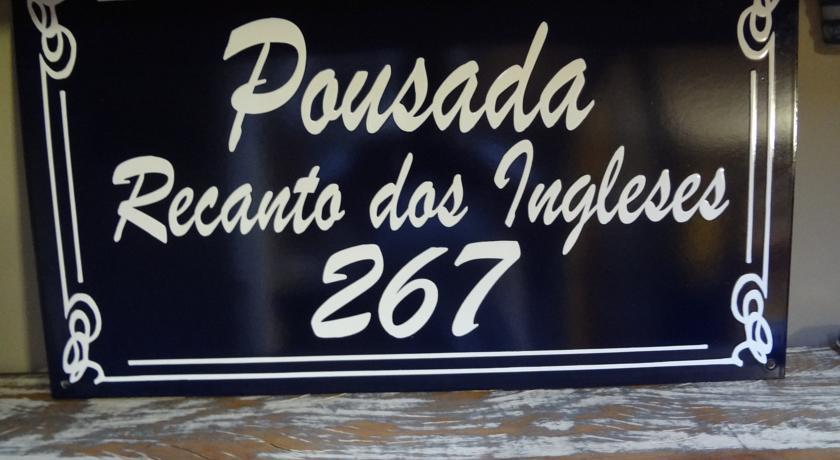 Pousada
Recanto dos Ingleses
267